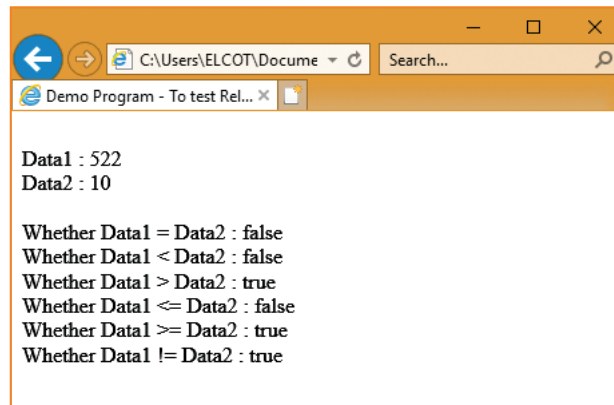 C:\Users\ELCOT\Docume
Search...
Demo Program - To test Rel...
Data1 : 522
Data2 : 10
Whether Data1 = Data2 : false
Whether Data1 < Data2 : false
Whether Data1 > Data2 : true
Whether Data1 <= Data2 : false
Whether Data1 >= Data2 : true
Whether Data1 != Data2 : true